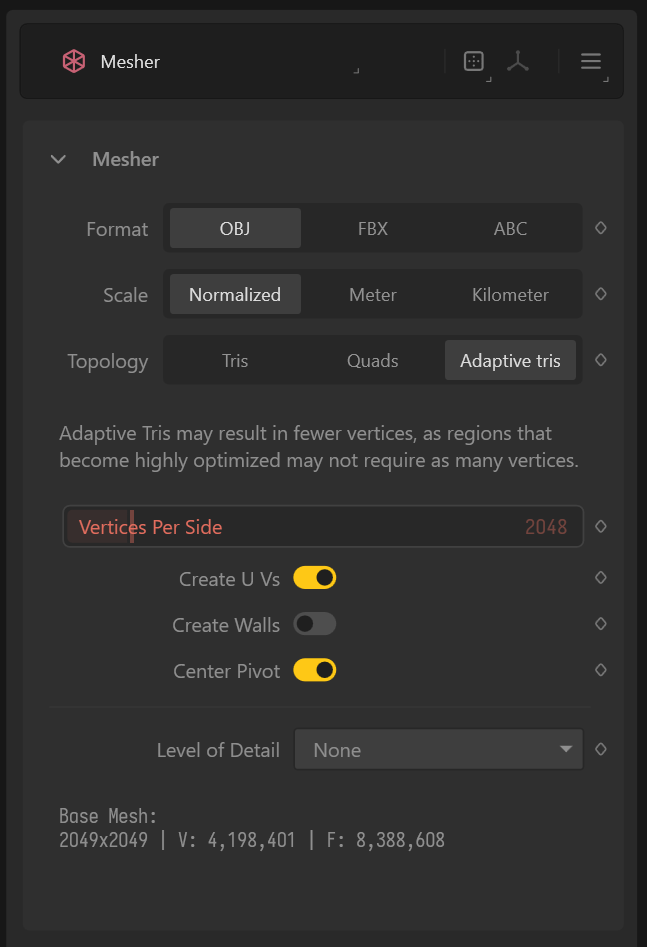 Mesher
Mesher
Format OBJ FBX ABC
Scale Normalized Meter Kilometer
Topology Tris Quads Adaptive tris
Adaptive Tris may result in fewer vertices, as regions that
become highly optimized may not require as many vertices.
Vertices Per Side 2048
Create U Vs
Create Walls
Center Pivot
Level of Detail None
Base Mesh:
2049x2049 | V: 4,198,401 | F: 8,388,608